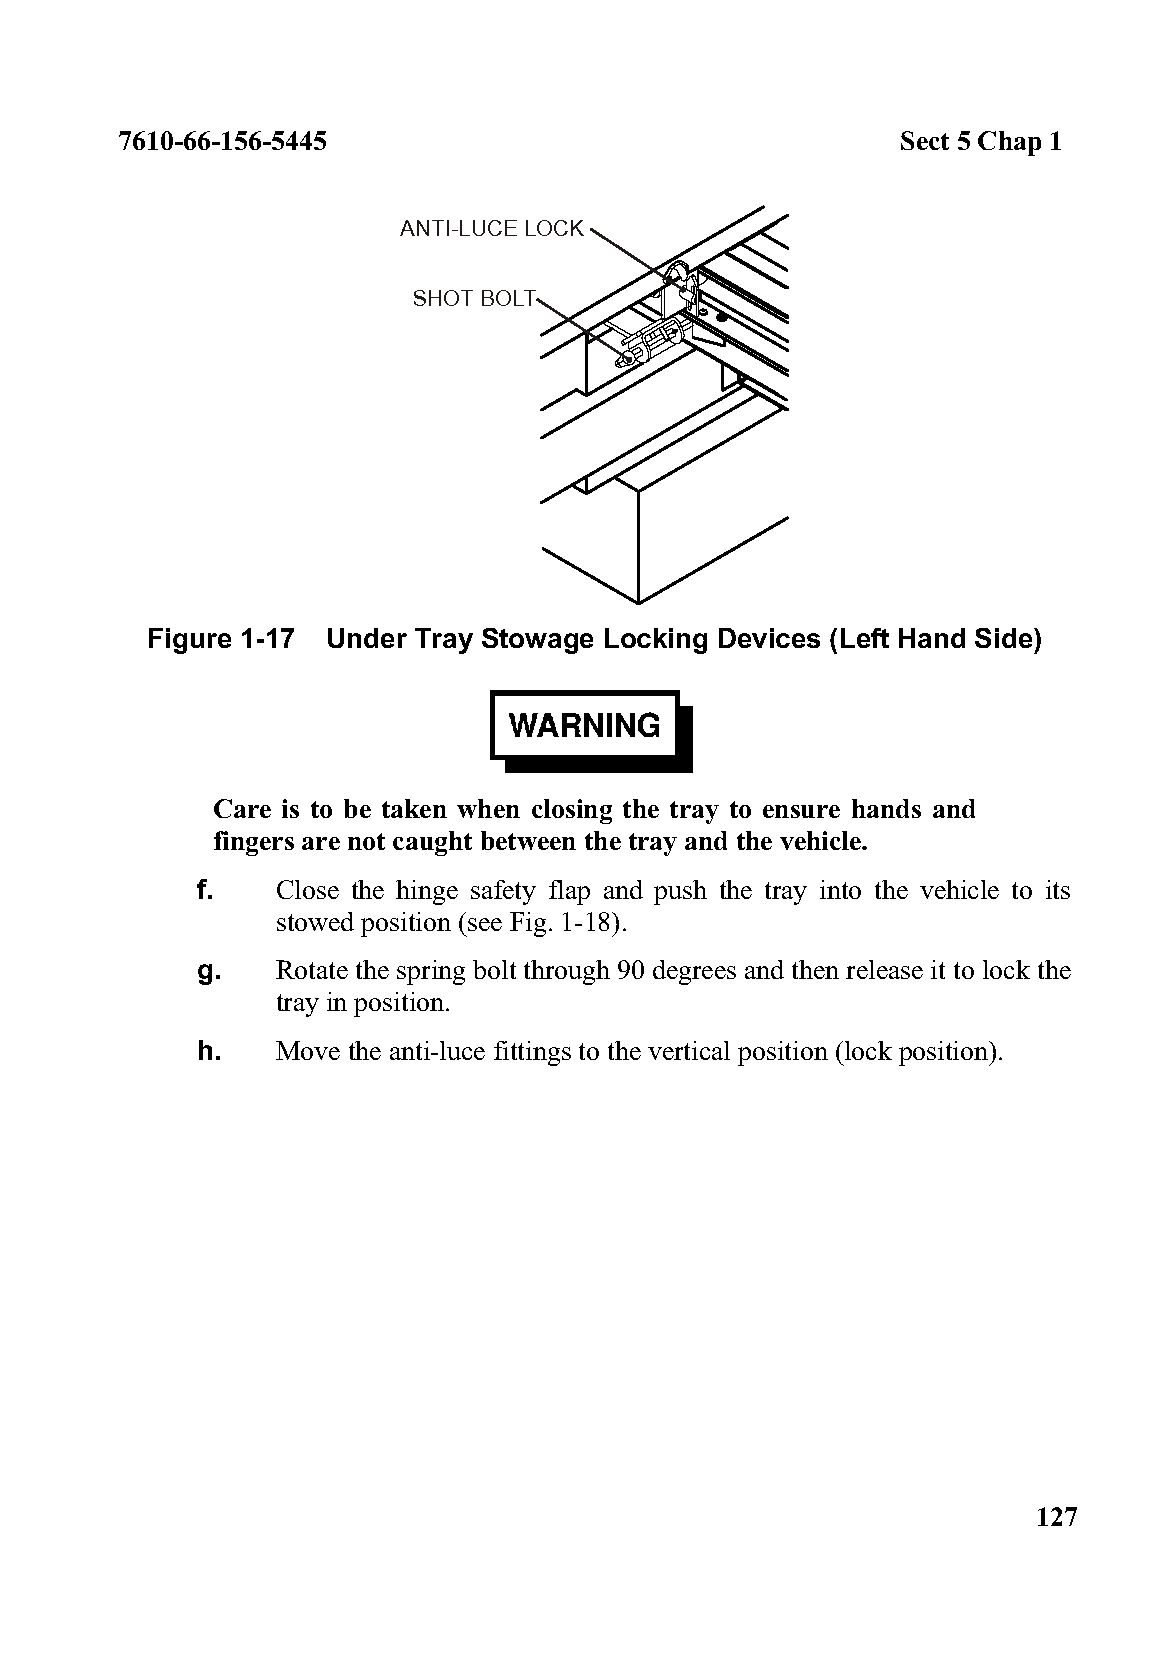 7610-66-156-5445 Sect 5 Chap 1
ANTI-LUCE LOCK
SHOT BOLT
Figure 1-17 Under Tray Stowage Locking Devices (Left Hand Side)
WARNING
Care is to be taken when closing the tray to ensure hands and
fingers are not caught between the tray and the vehicle.
f. Close the hinge safety flap and push the tray into the vehicle to its
stowed position (see Fig. 1-18).
g. Rotate the spring bolt through 90 degrees and then release it to lock the
tray in position.
h. Move the anti-luce fittings to the vertical position (lock position).
127